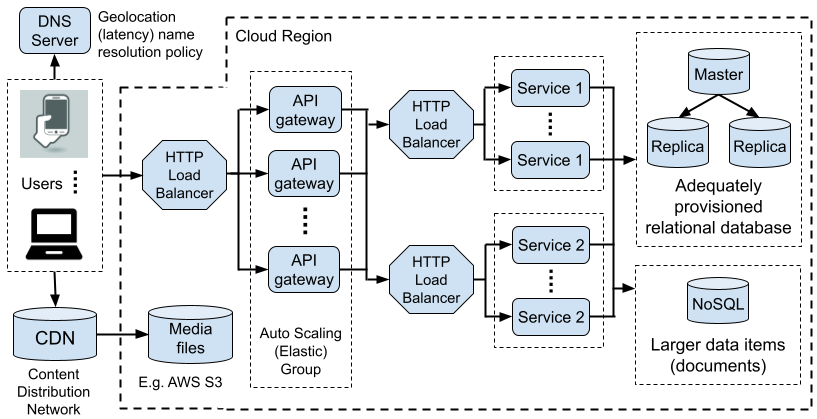 DNS
Server
Geolocation
(latency) name
resolution policy
Cloud Region
Users
HTTP
Load
Balancer
API
gateway
API
gateway
API
gateway
Auto Scaling
(Elastic)
Group
HTTP
Load
Balancer
HTTP
Load
Balancer
Service 1
Service 1
Service 2
Service 2
Master
Replica
Replica
Adequately
provisioned
relational database
NoSQL
Larger data items
(documents)
CDN
Content
Distribution
Network
Media
files
E.g. AWS S3